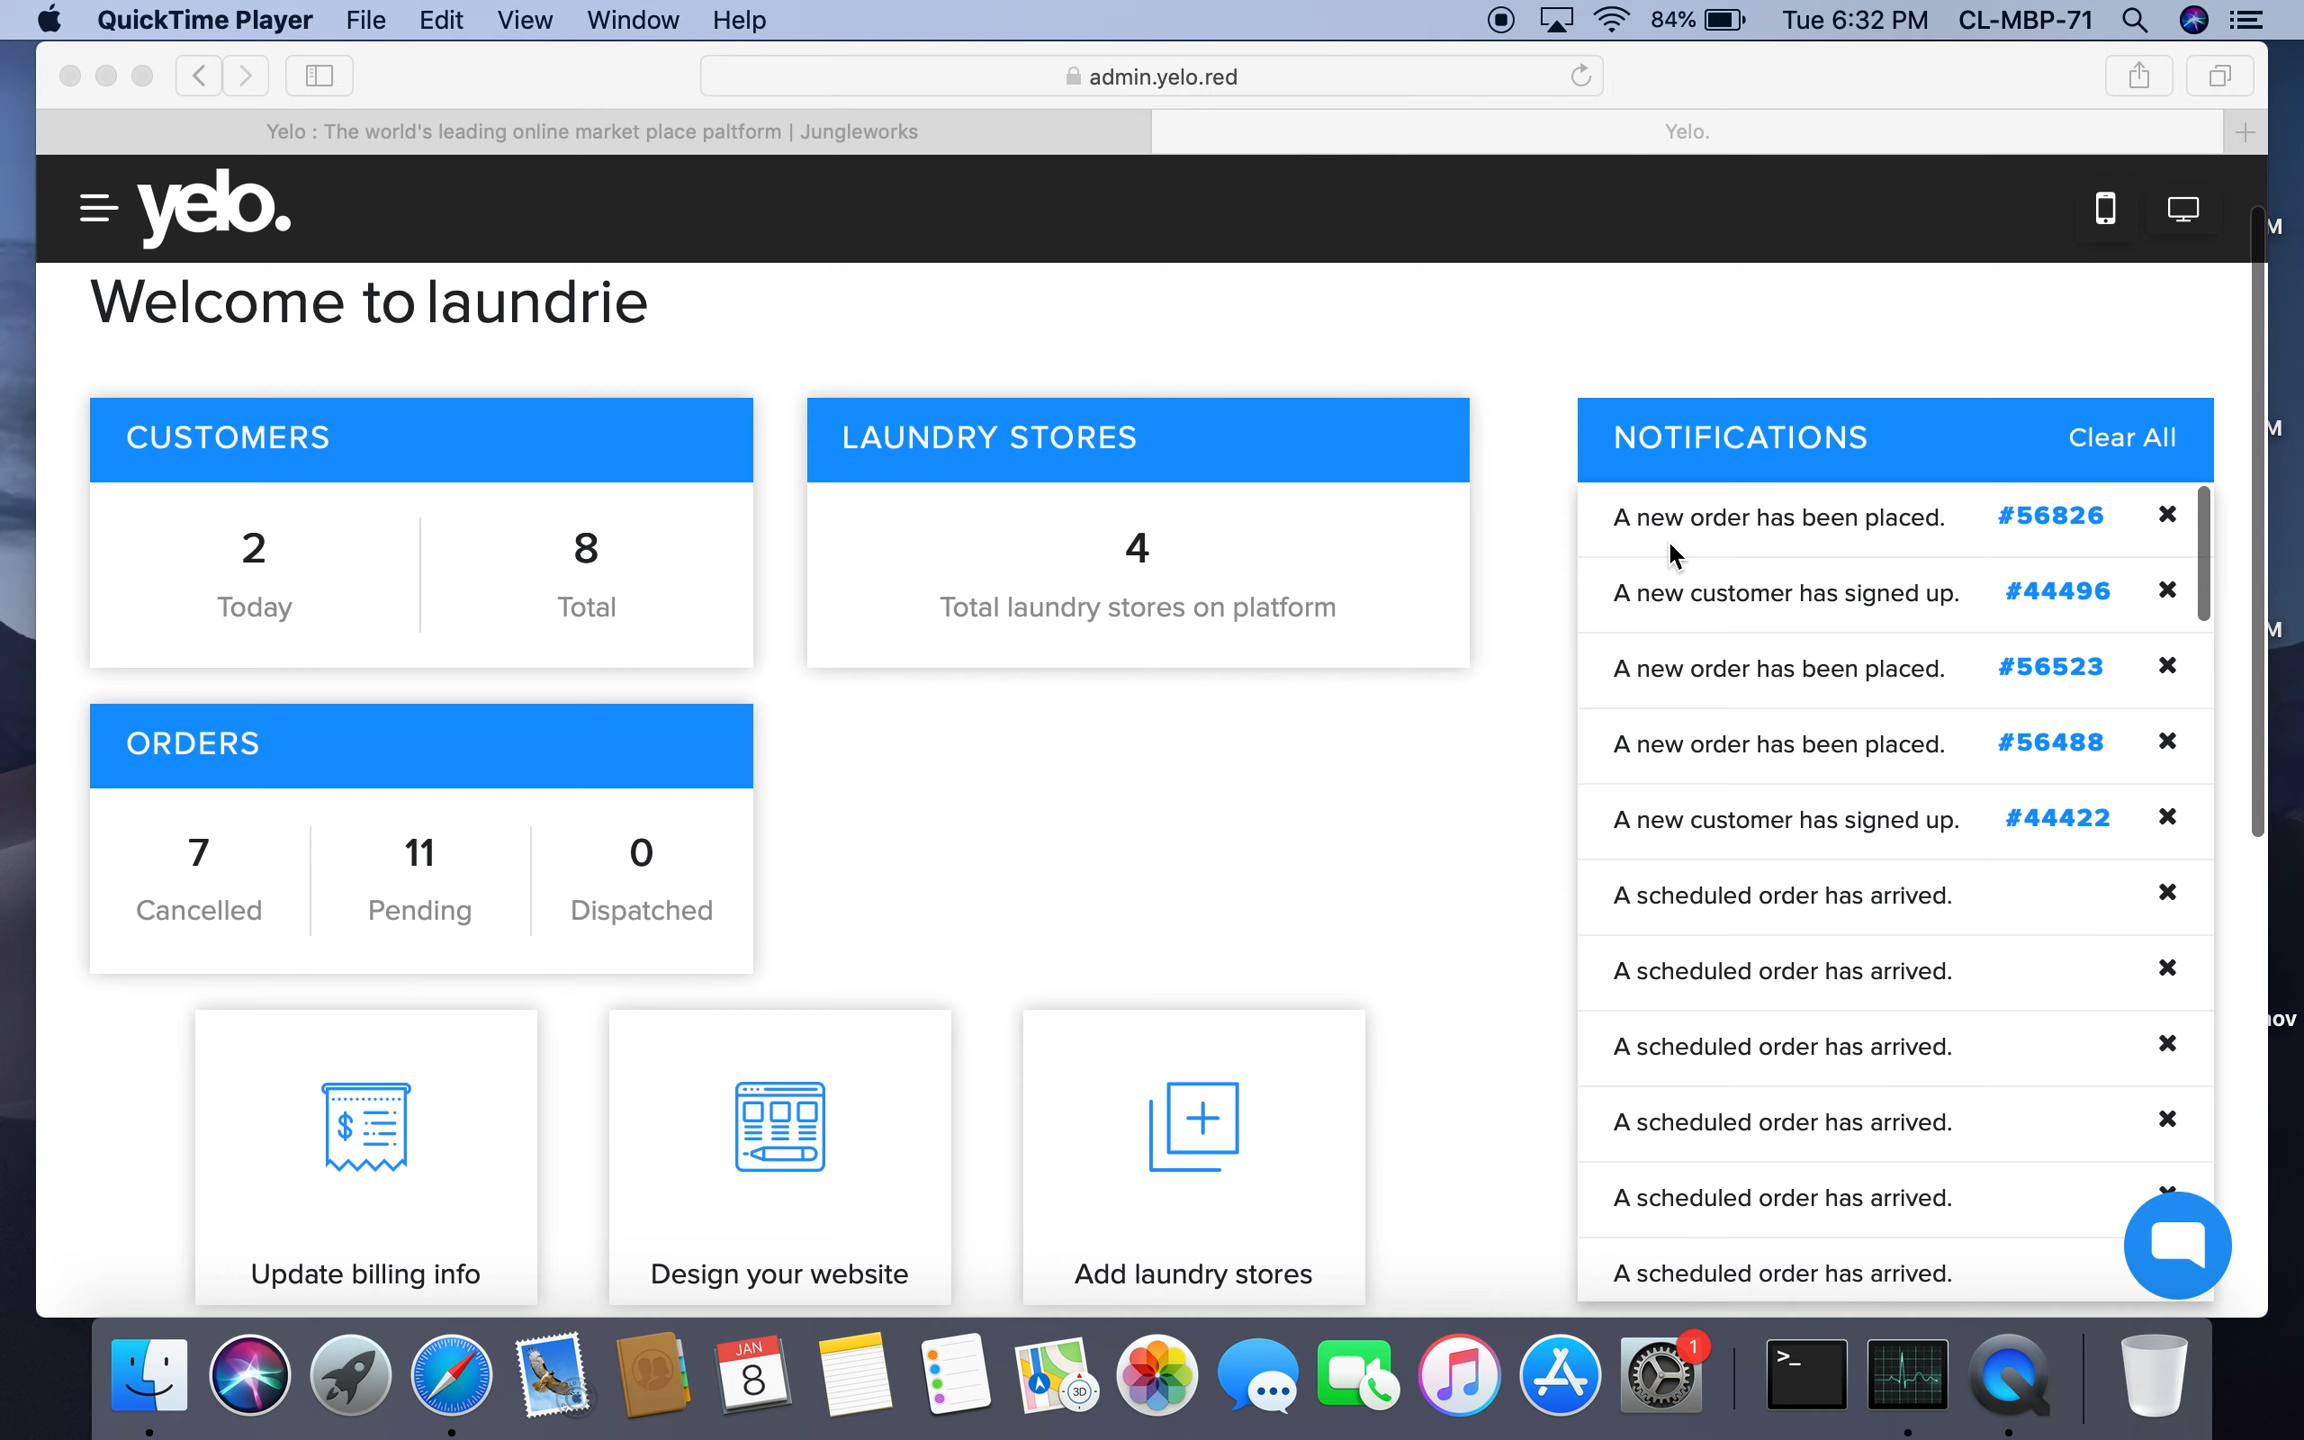 QuickTime Player File Edit View Window Help 84% Tue 6:32 PM CL-MBP-71
admin.yelo.red
Yelo : The world's leading online market place paltform | Jungleworks
Yelo.
yelo.
Welcome to laundrie
CUSTOMERS
2
Today
8
Total
LAUNDRY STORES
4
Total laundry stores on platform
ORDERS
7
Cancelled
11
Pending
0
Dispatched
Update billing info
Design your website
Add laundry stores
NOTIFICATIONS Clear All
A new order has been placed. #56826
A new customer has signed up. #44496
A new order has been placed. #56523
A new order has been placed. #56488
A new customer has signed up. #44422
A scheduled order has arrived.
A scheduled order has arrived.
A scheduled order has arrived.
A scheduled order has arrived.
A scheduled order has arrived.
A scheduled order has arrived.
M
M
M
nov
JAN
8
3D
1
>_